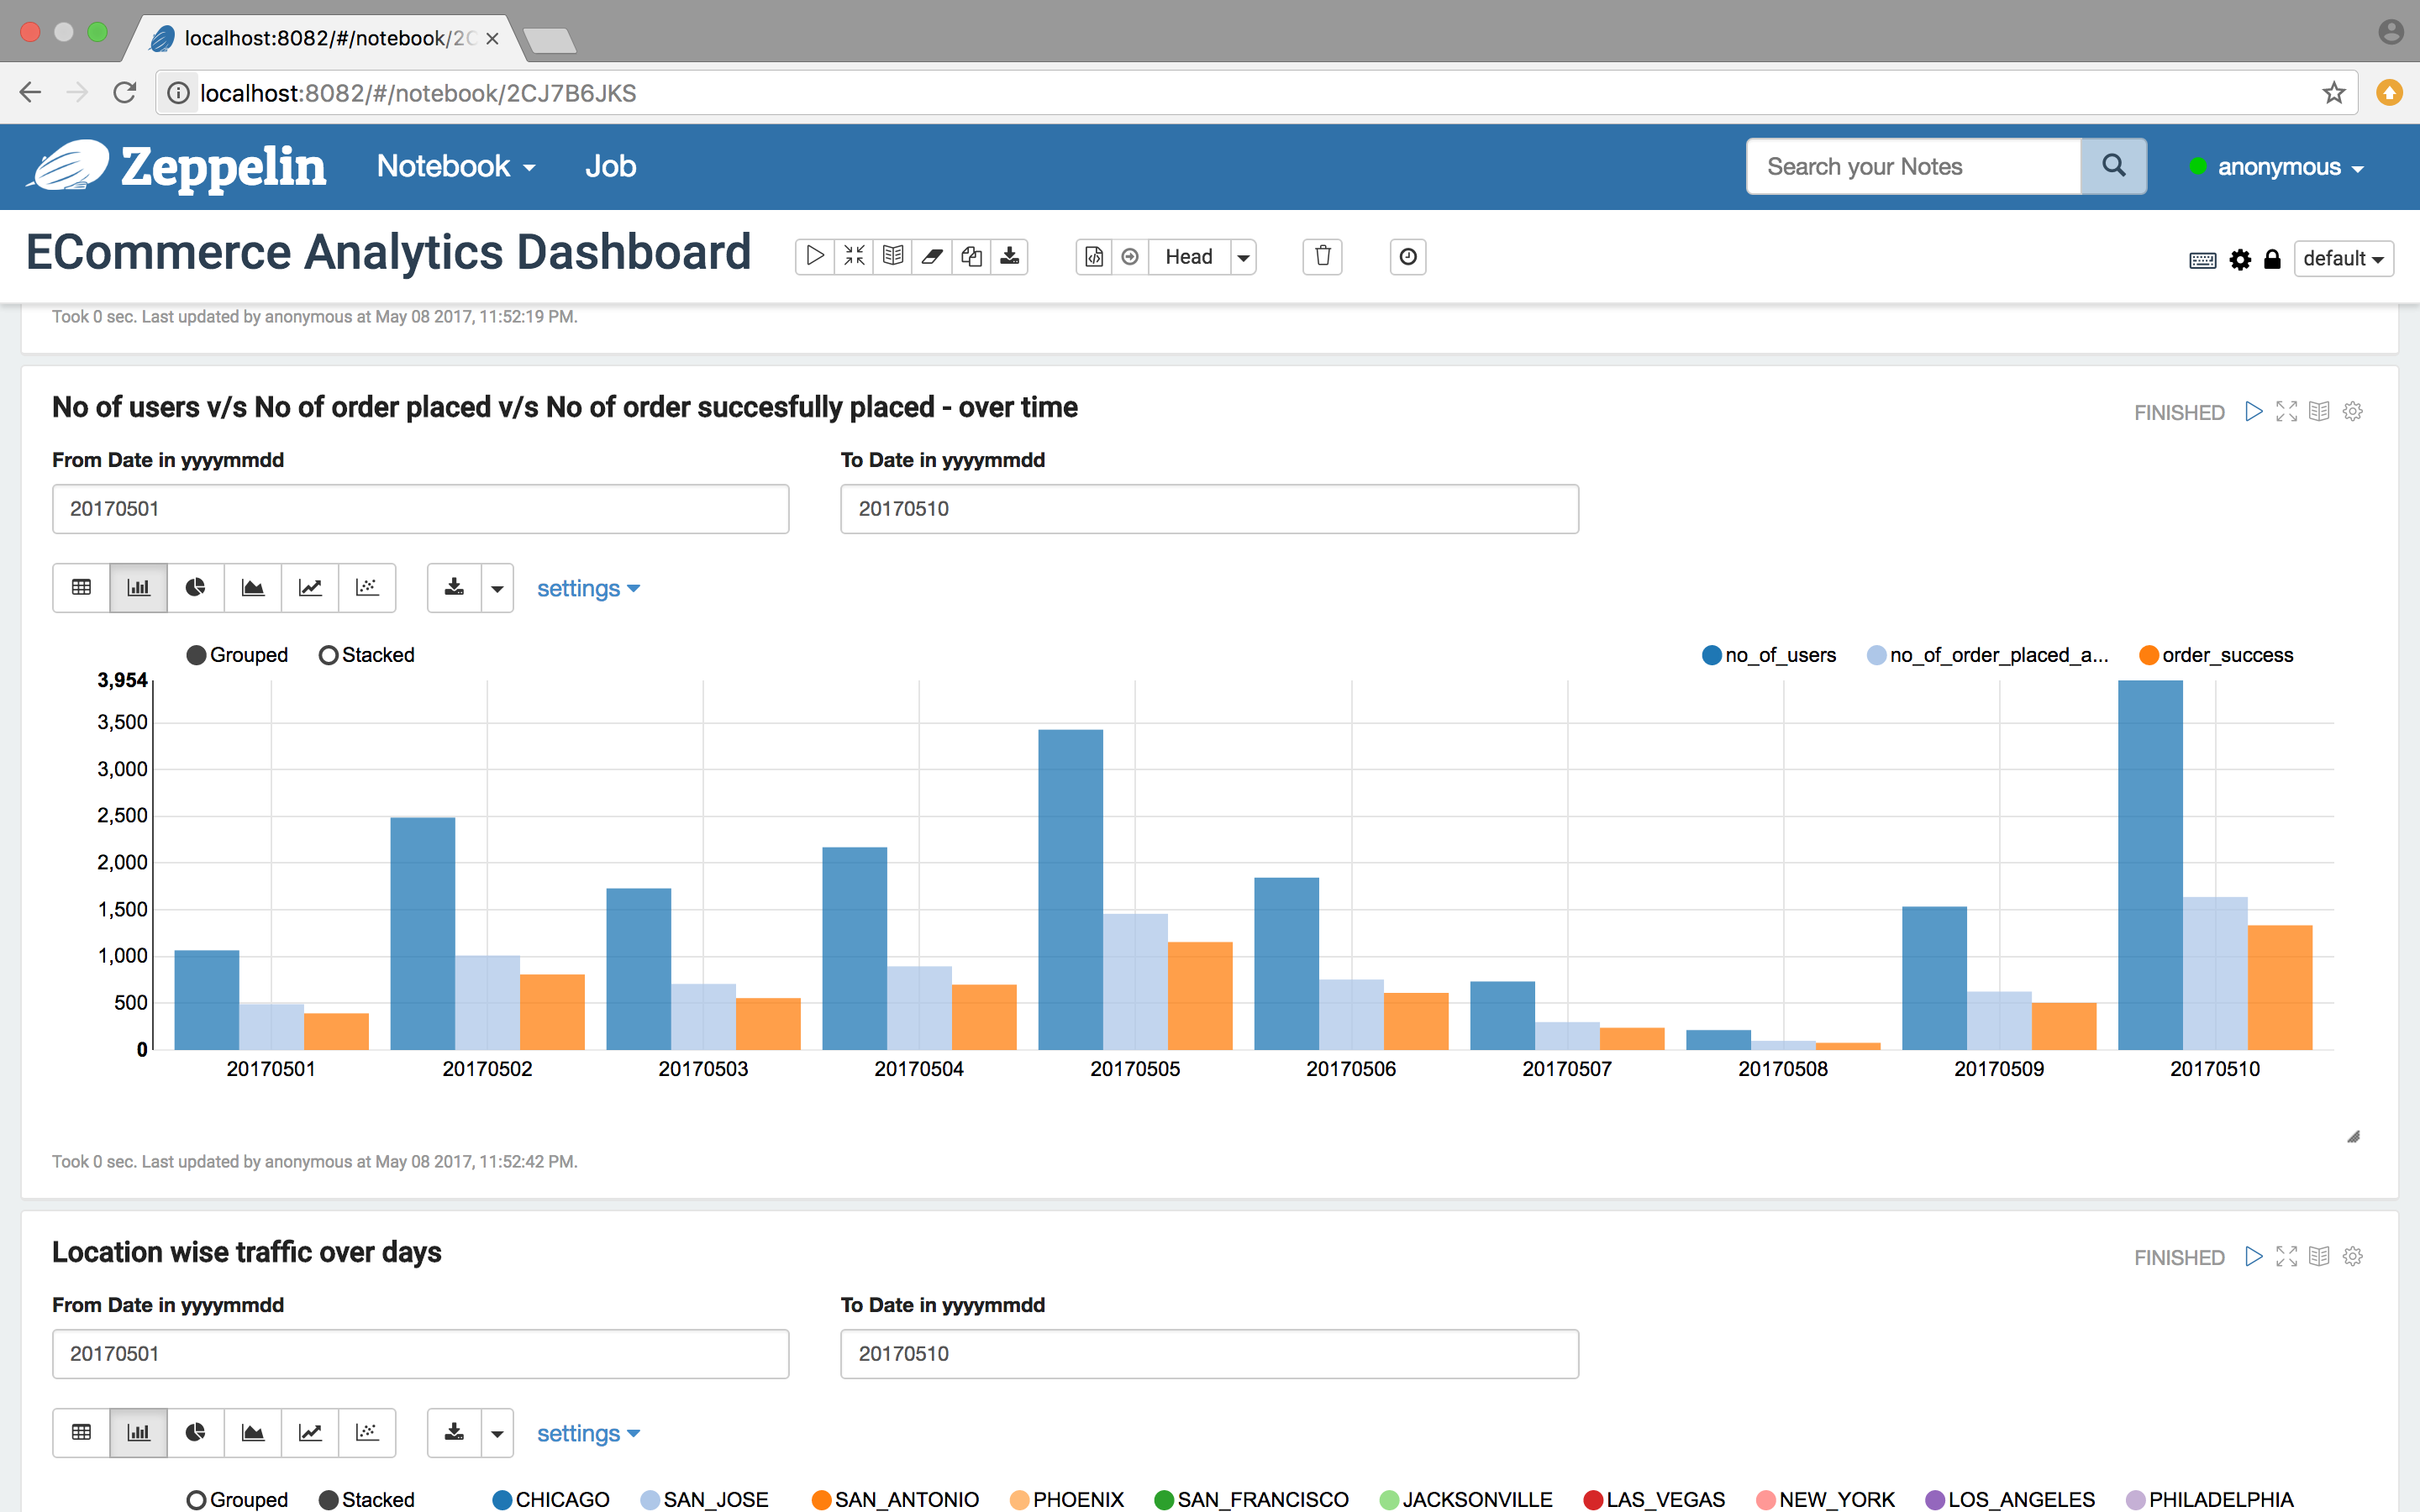 localhost:8082/#/notebook/2C
localhost:8082/#/notebook/2CJ7B6JKS
Zeppelin Notebook Job Search your Notes anonymous
ECommerce Analytics Dashboard Head default
Took 0 sec. Last updated by anonymous at May 08 2017, 11:52:19 PM.
No of users v/s No of order placed v/s No of order succesfully placed - over time FINISHED
From Date in yyyymmdd To Date in yyyymmdd
20170501 20170510
settings
Grouped Stacked no_of_users no_of_order_placed_a... order_success
3,954
3,500
3,000
2,500
2,000
1,500
1,000
500
0
20170501 20170502 20170503 20170504 20170505 20170506 20170507 20170508 20170509 20170510
Took 0 sec. Last updated by anonymous at May 08 2017, 11:52:42 PM.
Location wise traffic over days FINISHED
From Date in yyyymmdd To Date in yyyymmdd
20170501 20170510
settings
Grouped Stacked CHICAGO SAN_JOSE SAN_ANTONIO PHOENIX SAN_FRANCISCO JACKSONVILLE LAS_VEGAS NEW_YORK LOS_ANGELES PHILADELPHIA